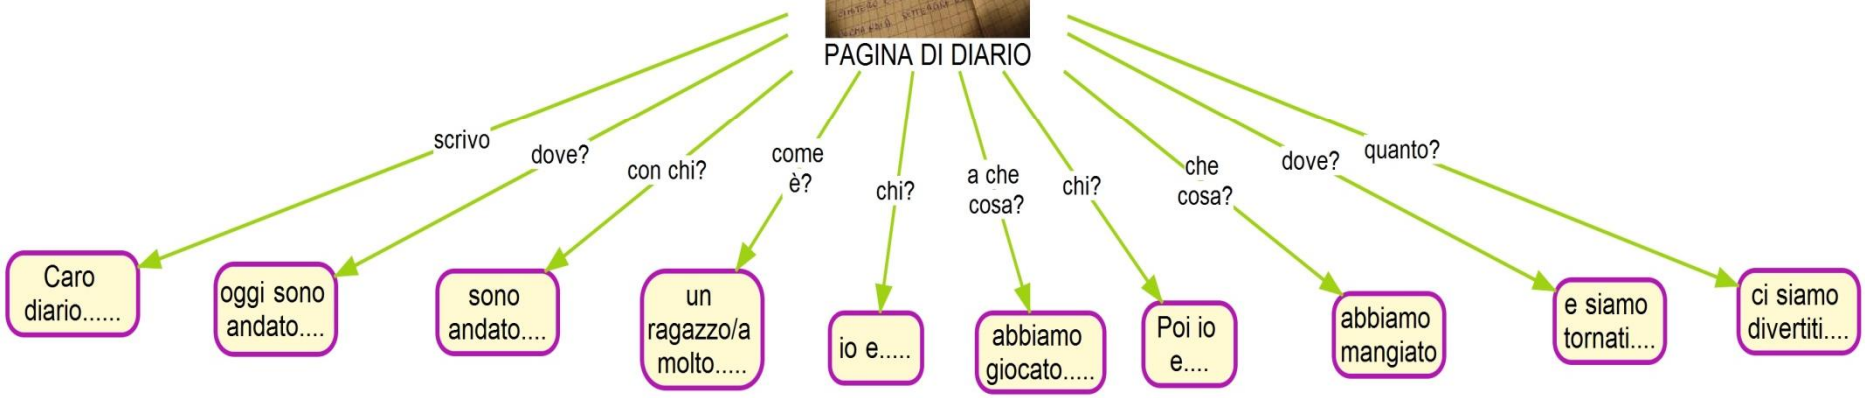 PAGINA DI DIARIO
scrivo
dove?
con chi?
come
è?
chi?
a che
cosa?
chi?
che
cosa?
dove?
quanto?
Caro
diario......
oggi sono
andato....
sono
andato....
un
ragazzo/a
molto.....
io e.....
abbiamo
giocato.....
Poi io
e....
abbiamo
mangiato
e siamo
tornati....
ci siamo
divertiti....